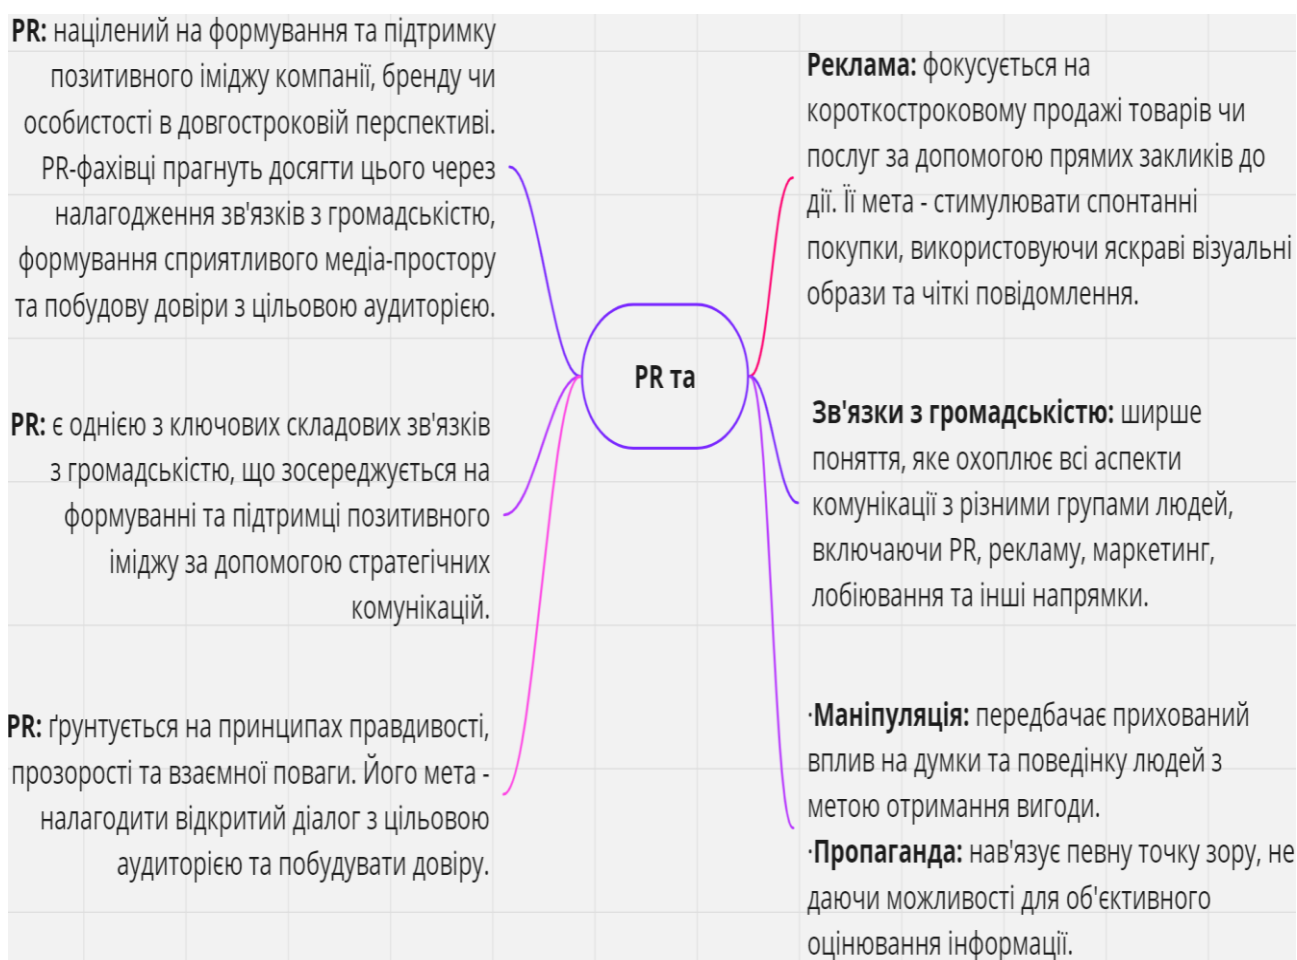 PR: націлений на формування та підтримку
позитивного іміджу компанії, бренду чи
особистості в довгостроковій перспективі.
PR-фахівці прагнуть досягти цього через
налагодження зв'язків з громадськістю,
формування сприятливого медіа-простору
та побудову довіри з цільовою аудиторією.
PR: є однією з ключових складових зв'язків
з громадськістю, що зосереджується на
формуванні та підтримці позитивного
іміджу за допомогою стратегічних
комунікацій.
PR: ґрунтується на принципах правдивості,
прозорості та взаємної поваги. Його мета -
налагодити відкритий діалог з цільовою
аудиторією та побудувати довіру.
PR та
Реклама: фокусується на
короткостроковому продажі товарів чи
послуг за допомогою прямих закликів до
дії. Її мета - стимулювати спонтанні
покупки, використовуючи яскраві візуальні
образи та чіткі повідомлення.
Зв'язки з громадськістю: ширше
поняття, яке охоплює всі аспекти
комунікації з різними групами людей,
включаючи PR, рекламу, маркетинг,
лобіювання та інші напрямки.
·Маніпуляція: передбачає прихований
вплив на думки та поведінку людей з
метою отримання вигоди.
·Пропаганда: нав'язує певну точку зору, не
даючи можливості для об'єктивного
оцінювання інформації.